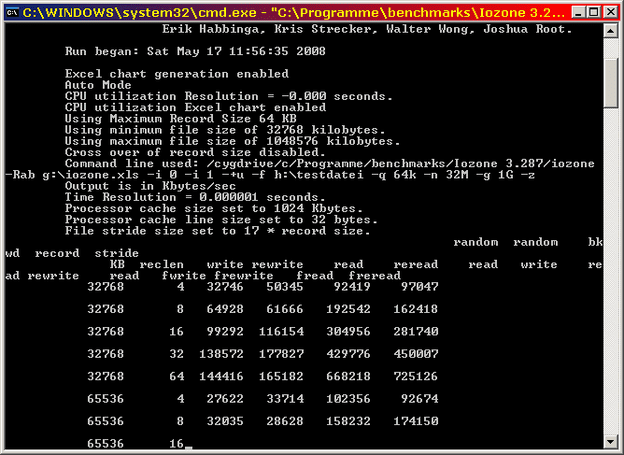 C:\WINDOWS\system32\cmd.exe - "C:\Programme\benchmarks\Iozone 3.2...
Erik Habbinga, Kris Strecker, Walter Wong, Joshua Root.
Run began: Sat May 17 11:56:35 2008
Excel chart generation enabled
Auto Mode
CPU utilization Resolution = -0.000 seconds.
CPU utilization Excel chart enabled
Using Maximum Record Size 64 KB
Using minimum file size of 32768 kilobytes.
Using maximum file size of 1048576 kilobytes.
Cross over of record size disabled.
Command line used: /cygdrive/c/Programme/benchmarks/Iozone 3.287/iozone
-Rab g:\iozone.xls -i 0 -i 1 -+u -f h:\testdatei -q 64k -n 32M -g 1G -z
Output is in Kbytes/sec
Time Resolution = 0.000001 seconds.
Processor cache size set to 1024 Kbytes.
Processor cache line size set to 32 bytes.
File stride size set to 17 * record size.
random random bk
wd record stride
KB reclen write rewrite read reread read write re
ad rewrite read fwrite frewrite fread freread
32768 4 32746 50345 92419 97047
32768 8 64928 61666 192542 162418
32768 16 99292 116154 304956 281740
32768 32 138572 177827 429776 450007
32768 64 144416 165182 668218 725126
65536 4 27622 33714 102356 92674
65536 8 32035 28628 158232 174150
65536 16_